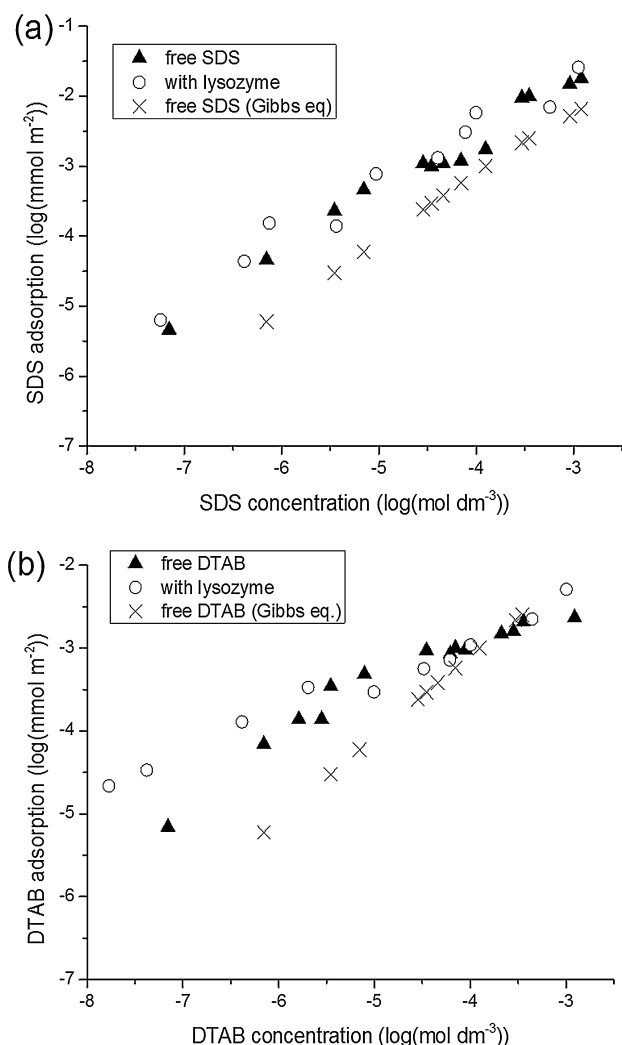 (a)
free SDS
with lysozyme
free SDS (Gibbs eq)
-1
-2
-3
-4
-5
-6
-7
SDS adsorption (log(mmol m-2))
-8 -7 -6 -5 -4 -3
SDS concentration (log(mol dm-3))
(b)
free DTAB
with lysozyme
free DTAB (Gibbs eq.)
-2
-3
-4
-5
-6
-7
DTAB adsorption (log(mmol m-2))
-8 -7 -6 -5 -4 -3
DTAB concentration (log(mol dm-3))